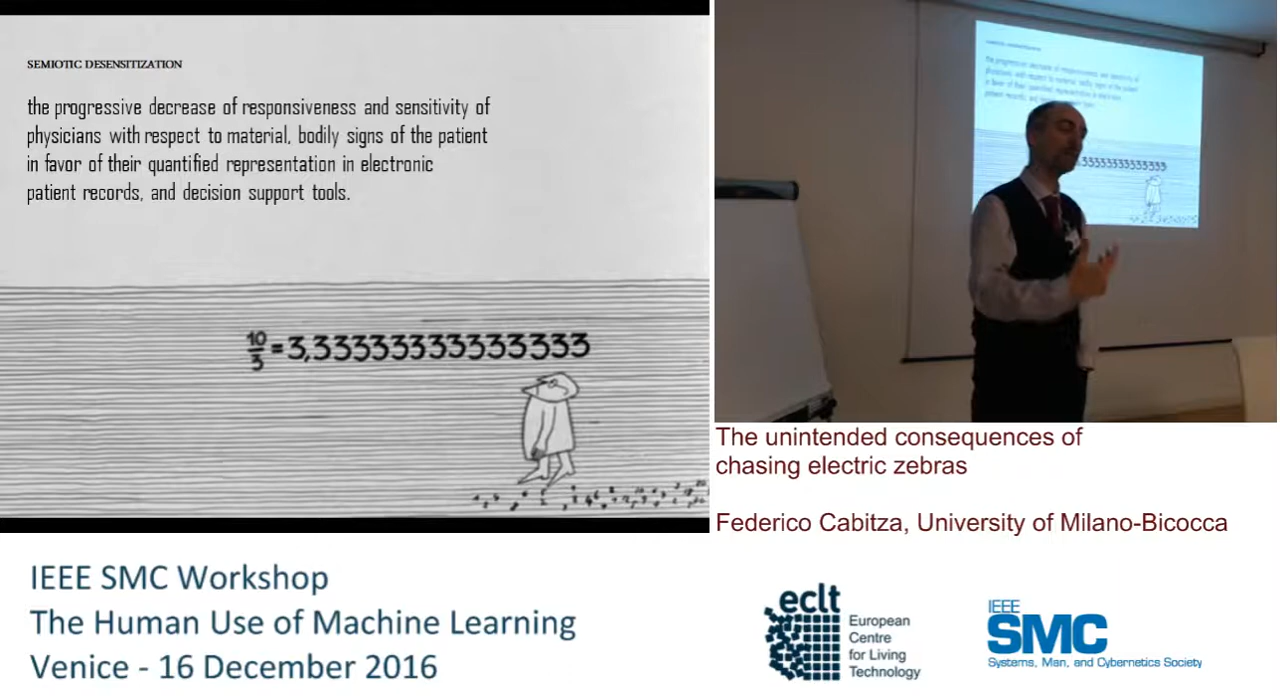 SEMIOTIC DESENSITIZATION
the progressive decrease of responsiveness and sensitivity of
physicians with respect to material, bodily signs of the patient
in favor of their quantified representation in electronic
patient records, and decision support tools.
10/3 = 3,33333333333333
The unintended consequences of
chasing electric zebras
Federico Cabitza, University of Milano-Bicocca
IEEE SMC Workshop
The Human Use of Machine Learning
Venice - 16 December 2016
eclt
European
Centre
for Living
Technology
IEEE
SMC
Systems, Man, and Cybernetics Society